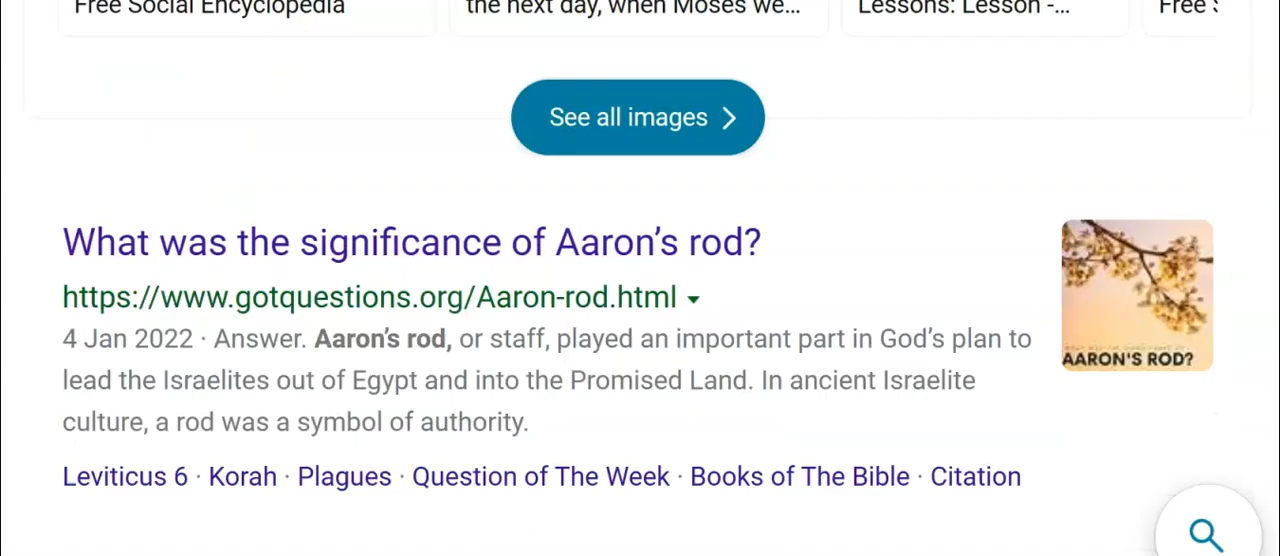 Free Social Encyclopedia
the next day, when Moses we...
Lessons: Lesson -...
Free
See all images
What was the significance of Aaron's rod?
https://www.gotquestions.org/Aaron-rod.html
4 Jan 2022 · Answer. Aaron's rod, or staff, played an important part in God's plan to
lead the Israelites out of Egypt and into the Promised Land. In ancient Israelite
culture, a rod was a symbol of authority.
AARON'S ROD?
Leviticus 6 · Korah · Plagues · Question of The Week · Books of The Bible · Citation